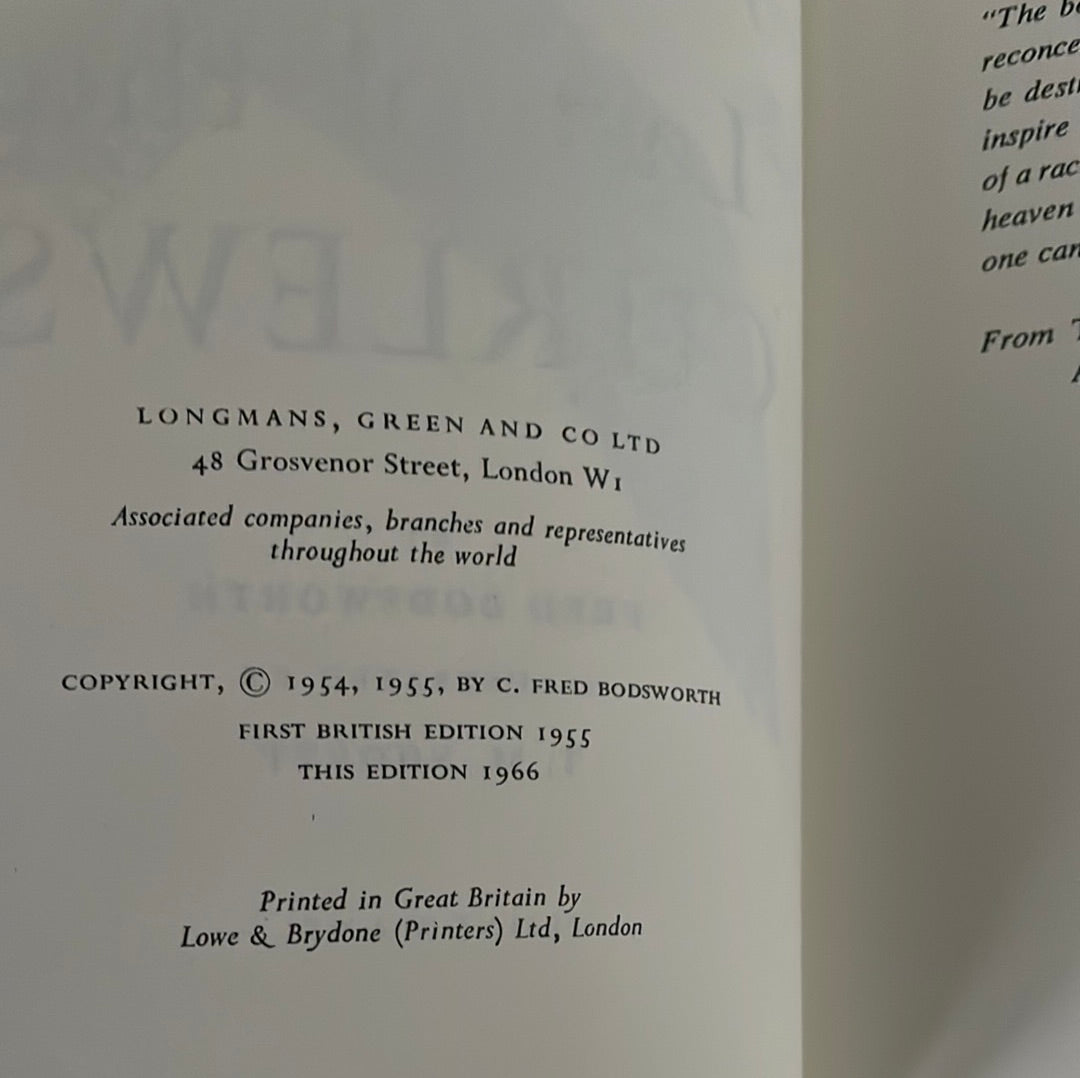 LONGMANS, GREEN AND CO LTD
48 Grosvenor Street, London W1
Associated companies, branches and representatives
throughout the world
COPYRIGHT, © 1954, 1955, BY C. FRED BODSWORTH
FIRST BRITISH EDITION 1955
THIS EDITION 1966
Printed in Great Britain by
Lowe & Brydone (Printers) Ltd, London
"The
reconce
be
inspire
of a rac
heaven
one
From